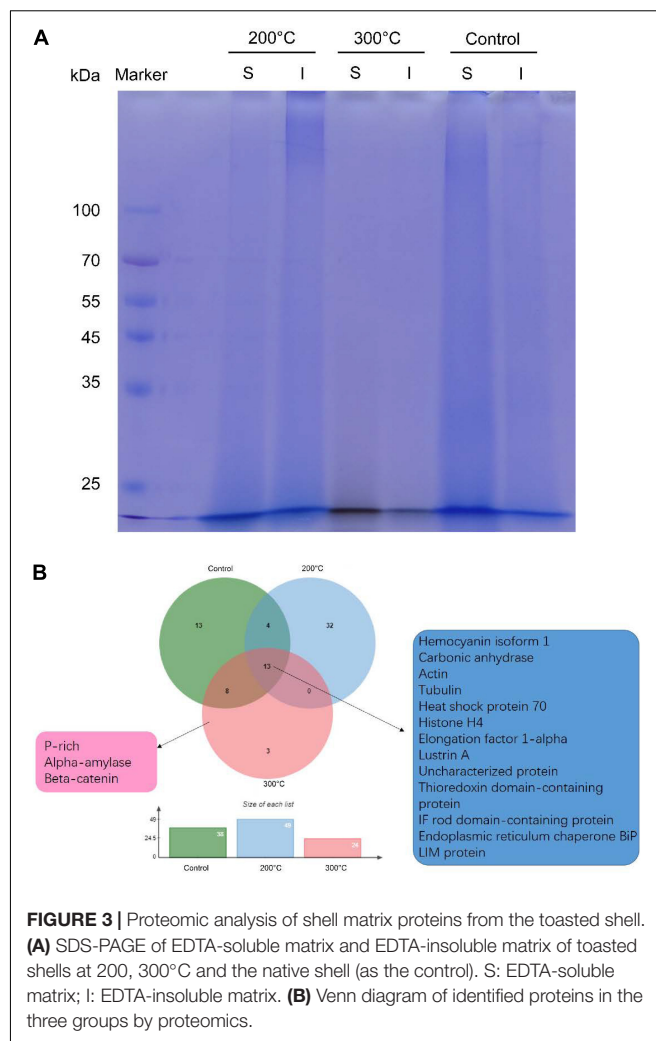 A
200°C 300°C Control
kDa Marker S I S I S I
100
70
55
45
35
25
B
Control 200°C
13 4 32
13
8 0
3
300°C
P-rich
Alpha-amylase
Beta-catenin
Hemocyanin isoform 1
Carbonic anhydrase
Actin
Tubulin
Heat shock protein 70
Histone H4
Elongation factor 1-alpha
Lustrin A
Uncharacterized protein
Thioredoxin domain-containing
protein
IF rod domain-containing protein
Endoplasmic reticulum chaperone BiP
LIM protein
Size of each list
49
24.5
0
38 49 24
Control 200°C 300°C
FIGURE 3 | Proteomic analysis of shell matrix proteins from the toasted shell.
(A) SDS-PAGE of EDTA-soluble matrix and EDTA-insoluble matrix of toasted
shells at 200, 300°C and the native shell (as the control). S: EDTA-soluble
matrix; I: EDTA-insoluble matrix. (B) Venn diagram of identified proteins in the
three groups by proteomics.